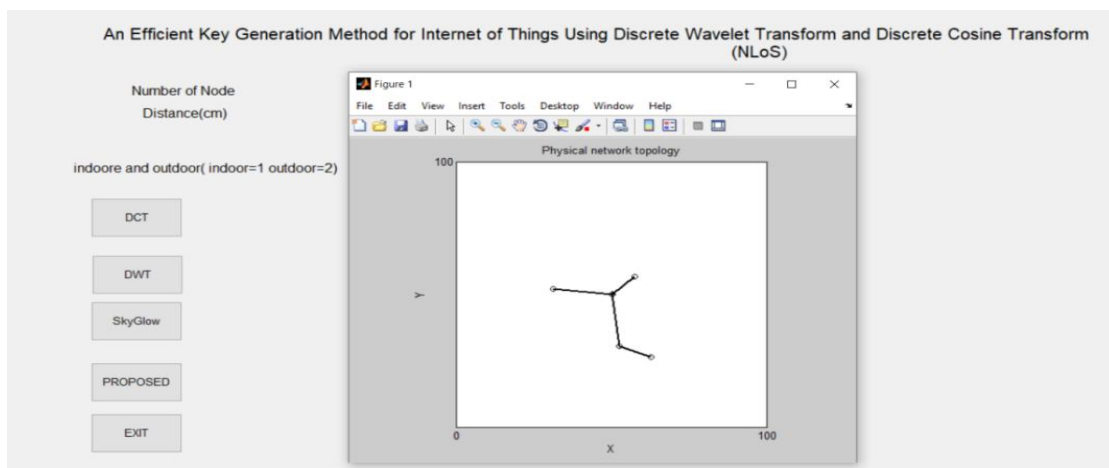 An Efficient Key Generation Method for Internet of Things Using Discrete Wavelet Transform and Discrete Cosine Transform
(NLoS)
Number of Node
Distance(cm)
indoore and outdoor( indoor=1 outdoor=2)
DCT
DWT
SkyGlow
PROPOSED
EXIT
Figure 1
File Edit View Insert Tools Desktop Window Help
Physical network topology
100
Y
0 100
X